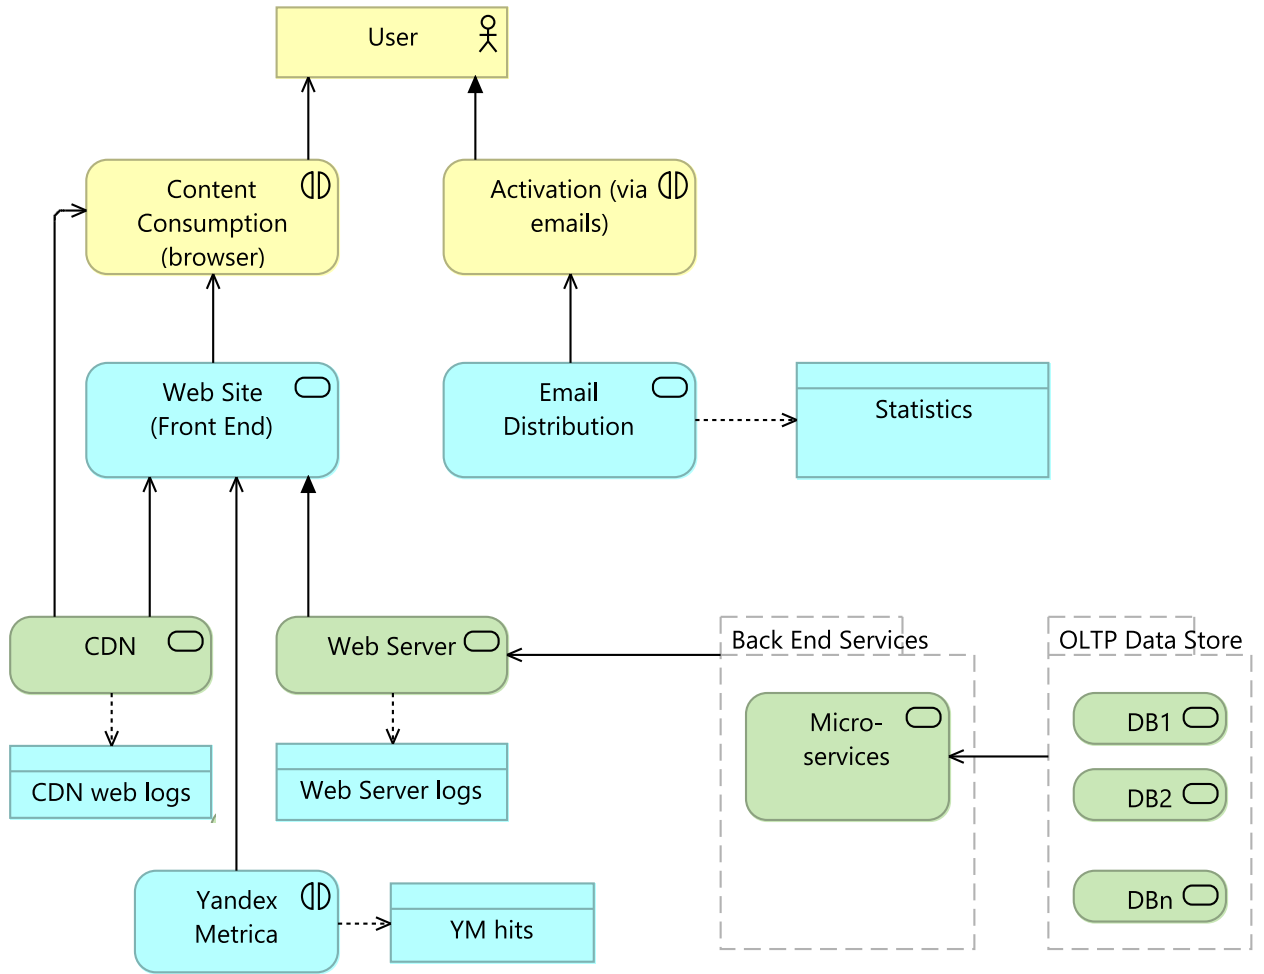 User
Content
Consumption
(browser)
Activation (via
emails)
Web Site
(Front End)
Email
Distribution
Statistics
CDN
Web Server
Back End Services
OLTP Data Store
Micro-
services
DB1
DB2
DBn
CDN web logs
Web Server logs
Yandex
Metrica
YM hits